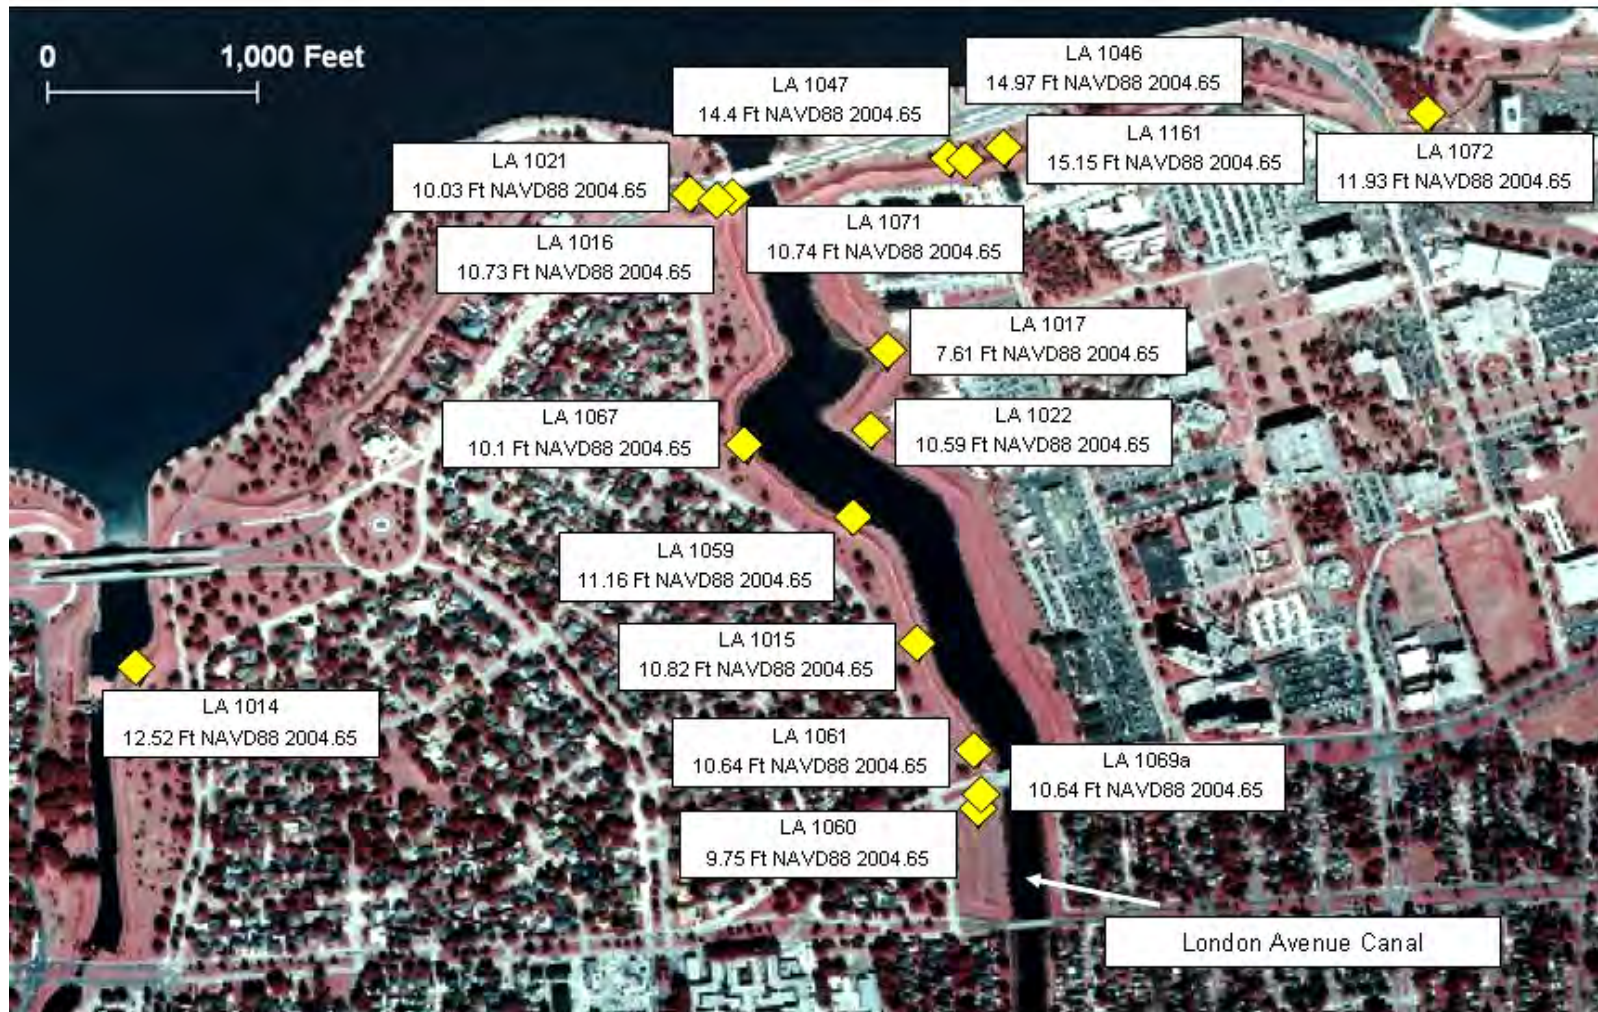 0 1,000 Feet
LA 1046
14.97 Ft NAVD88 2004.65
LA 1047
14.4 Ft NAVD88 2004.65
LA 1161
15.15 Ft NAVD88 2004.65
LA 1072
11.93 Ft NAVD88 2004.65
LA 1021
10.03 Ft NAVD88 2004.65
LA 1071
10.74 Ft NAVD88 2004.65
LA 1016
10.73 Ft NAVD88 2004.65
LA 1017
7.61 Ft NAVD88 2004.65
LA 1067
10.1 Ft NAVD88 2004.65
LA 1022
10.59 Ft NAVD88 2004.65
LA 1059
11.16 Ft NAVD88 2004.65
LA 1015
10.82 Ft NAVD88 2004.65
LA 1014
12.52 Ft NAVD88 2004.65
LA 1061
10.64 Ft NAVD88 2004.65
LA 1069a
10.64 Ft NAVD88 2004.65
LA 1060
9.75 Ft NAVD88 2004.65
London Avenue Canal